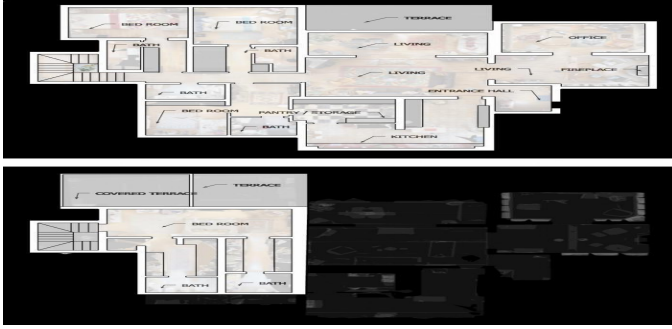 BED ROOM
BED ROOM
TERRACE
OFFICE
BATH
BATH
LIVING
LIVING
LIVING
FIREPLACE
BATH
ENTRANCE HALL
BED ROOM
PANTRY / STORAGE
BATH
KITCHEN
COVERED TERRACE
TERRACE
BED ROOM
BATH
BATH